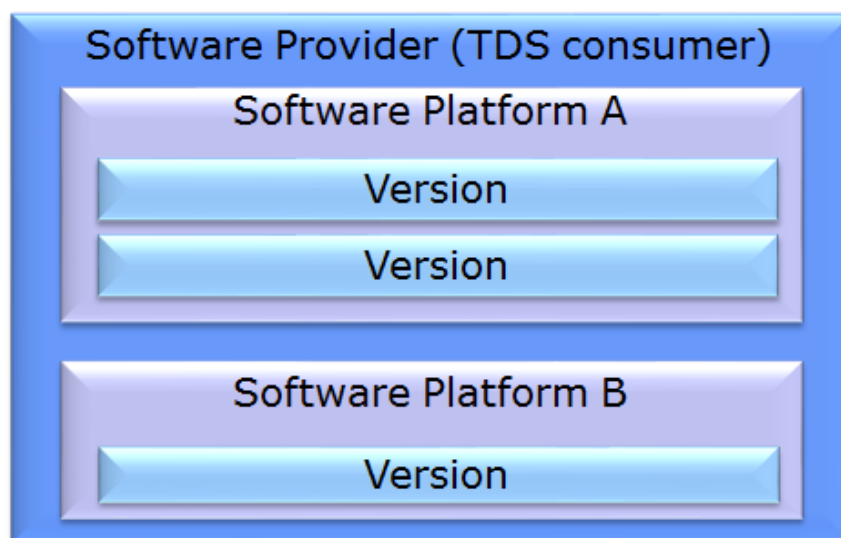 Software Provider (TDS consumer)
Software Platform A
Version
Version
Software Platform B
Version